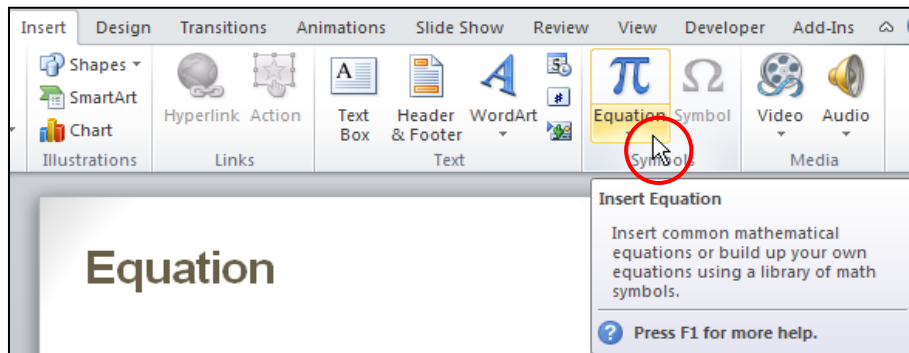 Insert Design Transitions Animations Slide Show Review View Developer Add-Ins
Shapes
SmartArt
Chart
Hyperlink Action
Text Box
Header & Footer
WordArt
Equation Symbol
Video Audio
Illustrations Links Text Symbols Media
Equation
Insert Equation
Insert common mathematical
equations or build up your own
equations using a library of math
symbols.
Press F1 for more help.